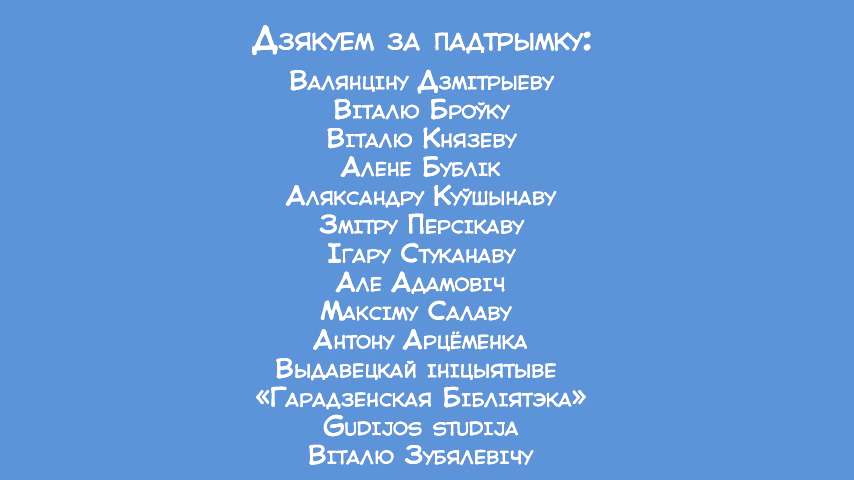 Дзякуем за падтрымку:
Валянціну Дзмітрыеву
Віталю Броўку
Віталю Князеву
Алене Бублік
Аляксандру Куўшынаву
Змітру Персікаву
Ігару Стуканаву
Але Адамовіч
Максіму Салаву
Антону Арцёменка
Выдавецкай ініцыятыве
«Гарадзенская Бібліятэка»
Gudijos studija
Віталю Зубялевічу